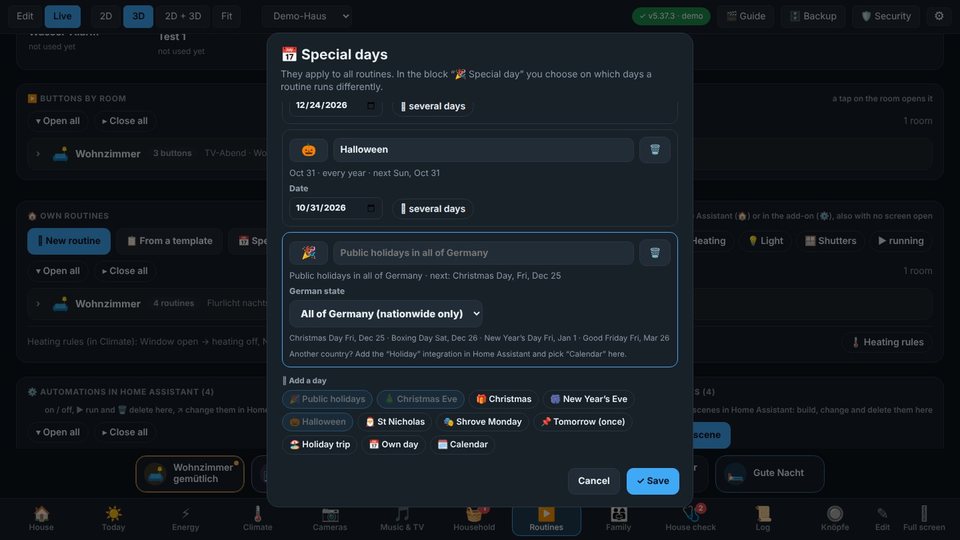 Edit Live 2D 3D 2D + 3D Fit Demo-Haus v5.37.3 · demo Guide Backup Security
Wasser-Alarm
not used yet
Test 1
not used yet
BUTTONS BY ROOM
a tap on the room opens it
▾ Open all ▸ Close all
1 room
Wohnzimmer 3 buttons TV-Abend · Wo
OWN ROUTINES
Assistant ( ) or in the add-on ( ), also with no screen open
New routine From a template Spe
Heating Light Shutters ▶ running
▾ Open all ▸ Close all
1 room
Wohnzimmer 4 routines Flurlicht nachts
Heating rules (in Climate): Window open → heating off, N
Heating rules
AUTOMATIONS IN HOME ASSISTANT (4)
S (4)
on / off, ▶ run and delete here, ↗ change them in Home
scenes in Home Assistant: build, change and delete them here
▾ Open all ▸ Close all
scene
Special days
They apply to all routines. In the block “🎉 Special day” you choose on which days a
routine runs differently.
12/24/2026 several days
Halloween
Oct 31 · every year · next Sun, Oct 31
Date
10/31/2026 several days
Public holidays in all of Germany
Public holidays in all of Germany · next: Christmas Day, Fri, Dec 25
German state
All of Germany (nationwide only)
Christmas Day Fri, Dec 25 · Boxing Day Sat, Dec 26 · New Year’s Day Fri, Jan 1 · Good Friday Fri, Mar 26
Another country? Add the “Holiday” integration in Home Assistant and pick “Calendar” here.
Add a day
Public holidays Christmas Eve Christmas New Year’s Eve
Halloween St Nicholas Shrove Monday Tomorrow (once)
Holiday trip Own day Calendar
Cancel ✓ Save
Wohnzimmer
gemütlich
Gute Nacht
House Today Energy Climate Cameras Music & TV Household Routines Family House check 2 Log Knöpfe Edit Full screen